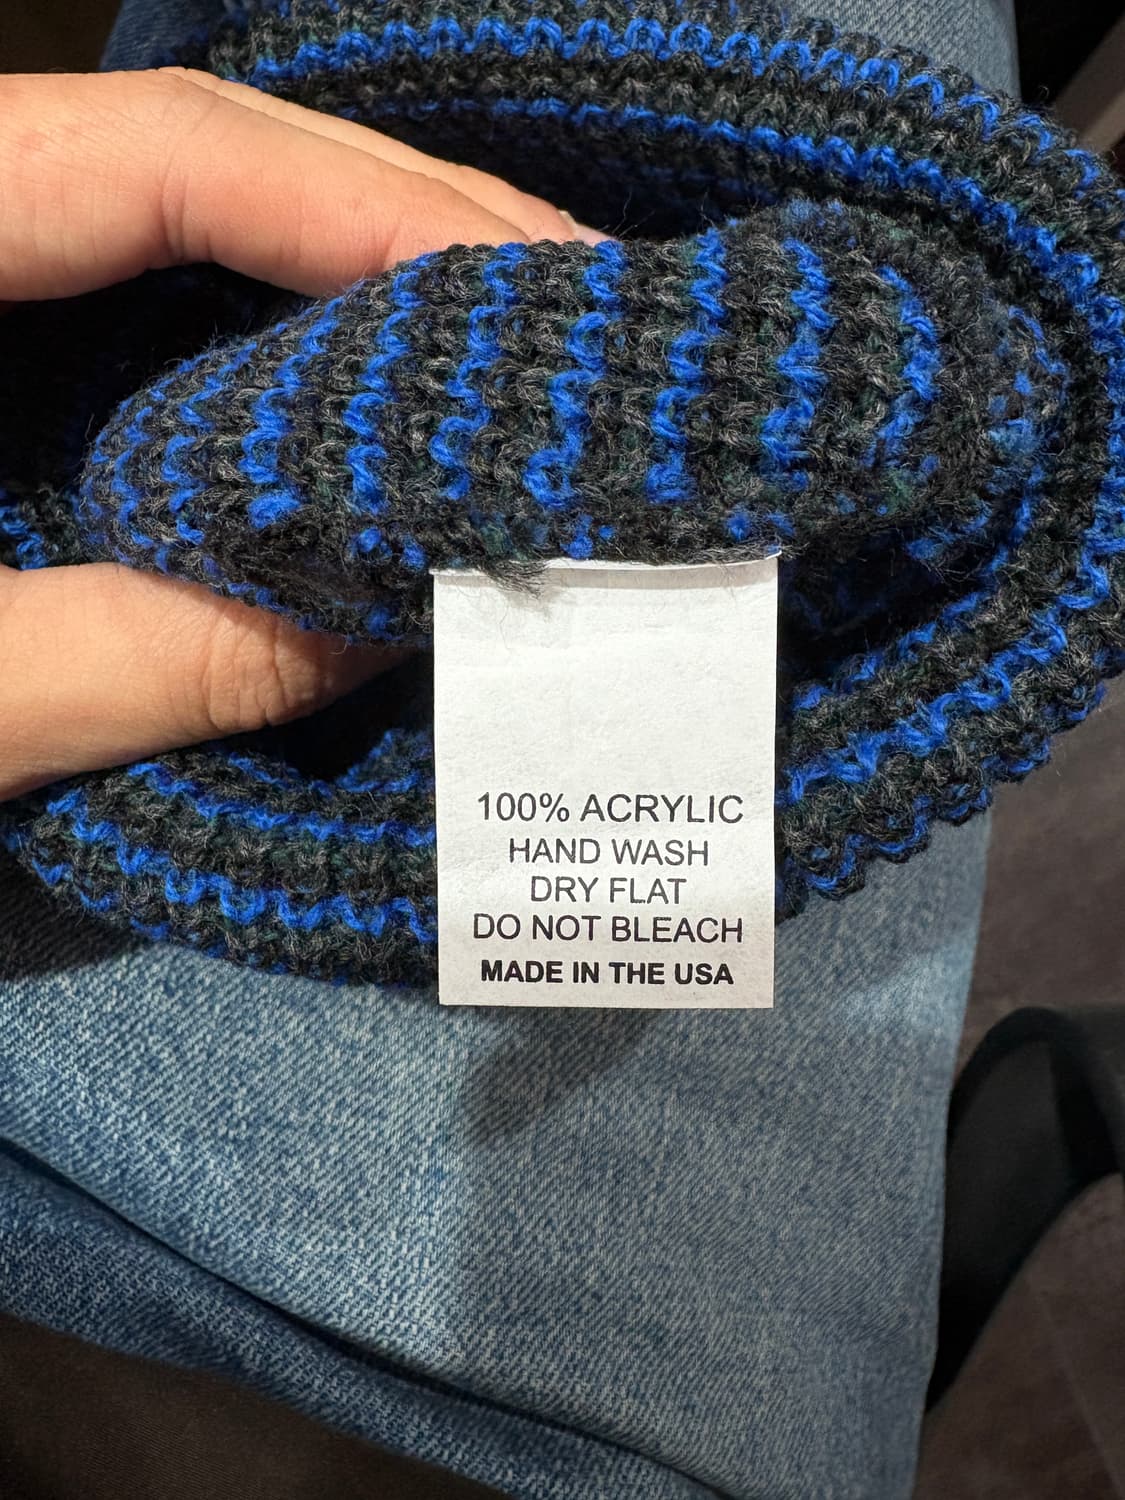 100% ACRYLIC
HAND WASH
DRY FLAT
DO NOT BLEACH
MADE IN THE USA